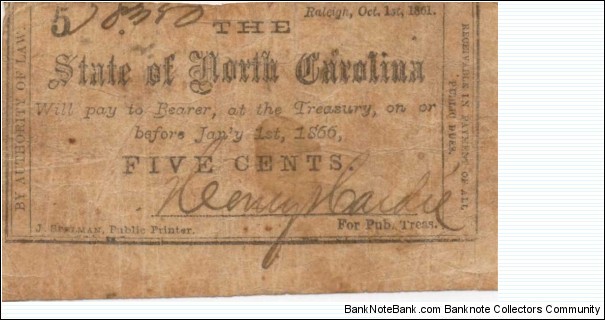 5 Raleigh, Oct. 1st, 1861.
THE
State of North Carolina
Will pay to Bearer, at the Treasury, on or
before Jan'y 1st, 1866,
FIVE CENTS.
For Pub. Treas.
J. SPELMAN, Public Printer.
BY AUTHORITY OF LAW.
RECEIVABLE IN PAYMENT OF ALL
PUBLIC DUES.
BankNoteBank.com Banknote Collectors Community